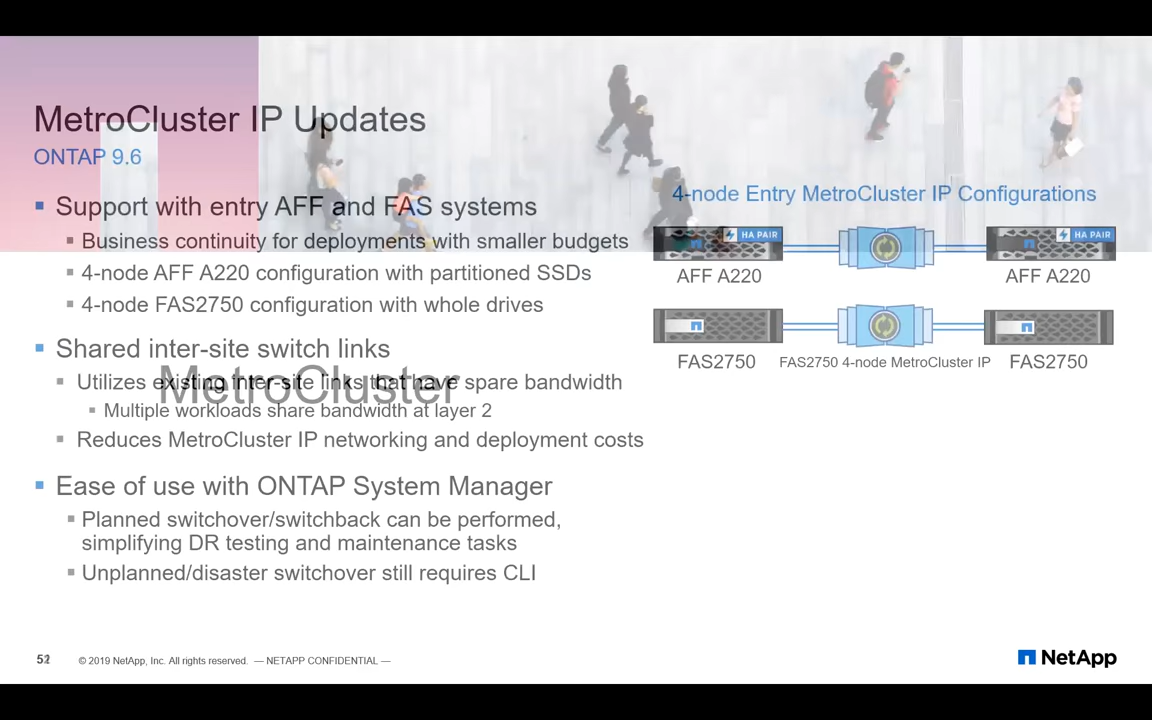 MetroCluster IP Updates
ONTAP 9.6
Support with entry AFF and FAS systems
Business continuity for deployments with smaller budgets
4-node AFF A220 configuration with partitioned SSDs
4-node FAS2750 configuration with whole drives
Shared inter-site switch links
Utilizes existing inter-site links that have spare bandwidth
MetroCluster
Multiple workloads share bandwidth at layer 2
Reduces MetroCluster IP networking and deployment costs
Ease of use with ONTAP System Manager
Planned switchover/switchback can be performed,
simplifying DR testing and maintenance tasks
Unplanned/disaster switchover still requires CLI
4-node Entry MetroCluster IP Configurations
HA PAIR
HA PAIR
AFF A220
AFF A220
FAS2750
FAS2750 4-node MetroCluster IP
FAS2750
© 2019 NetApp, Inc. All rights reserved. — NETAPP CONFIDENTIAL —
NetApp